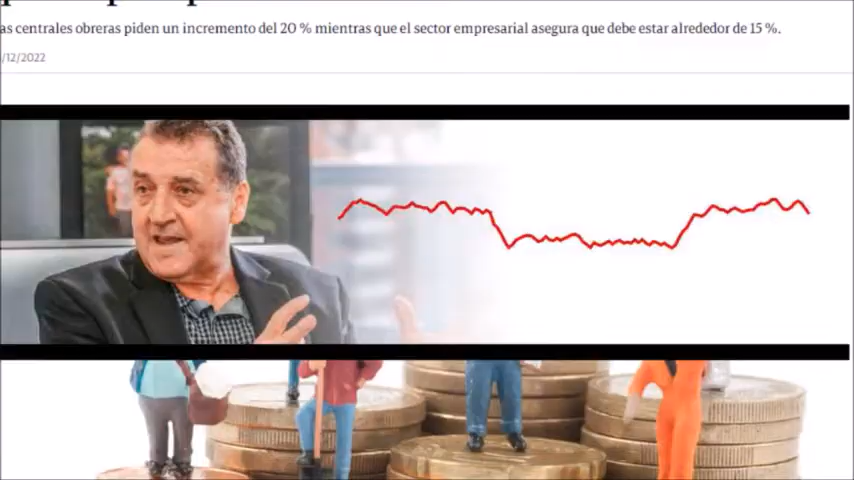 as centrales obreras piden un incremento del 20 % mientras que el sector empresarial asegura que debe estar alrededor de 15 %.
/12/2022